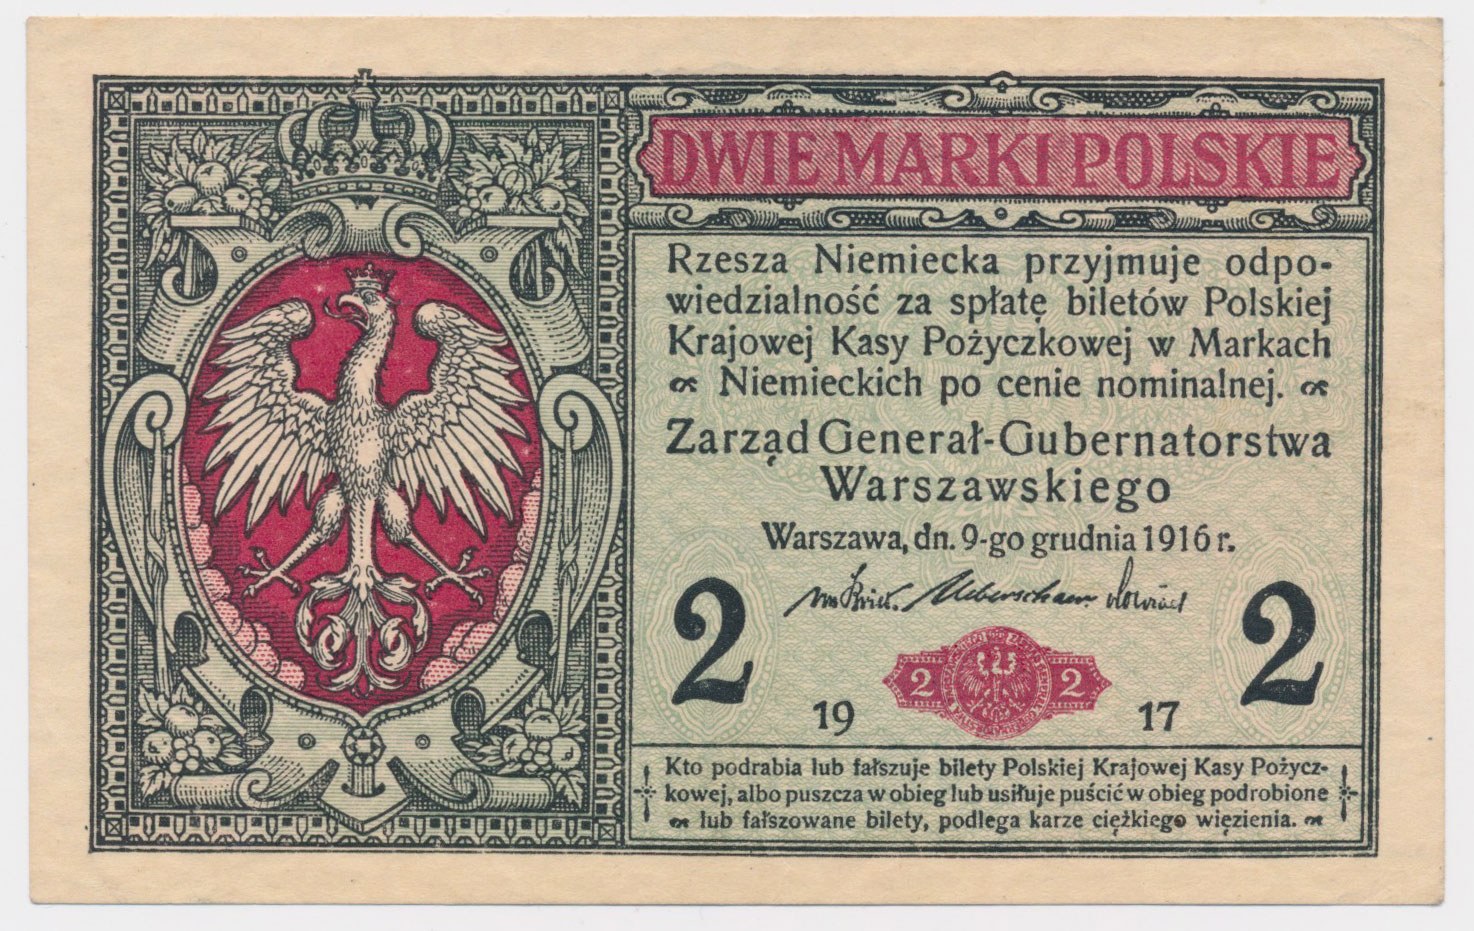 DWIE MARKI POLSKIE
Rzesza Niemiecka przyjmuje odpo-
wiedzialność za spłatę biletów Polskiej
Krajowej Kasy Pożyczkowej w Markach
Niemieckich po cenie nominalnej.
Zarząd Generał-Gubernatorstwa
Warszawskiego
Warszawa, dn. 9-go grudnia 1916 r.
2 2
2 2
19 17
Kto podrabia lub fałszuje bilety Polskiej Krajowej Kasy Pożycz-
kowej, albo puszcza w obieg lub usiłuje puścić w obieg podrobione
lub fałszowane bilety, podlega karze ciężkiego więzienia.